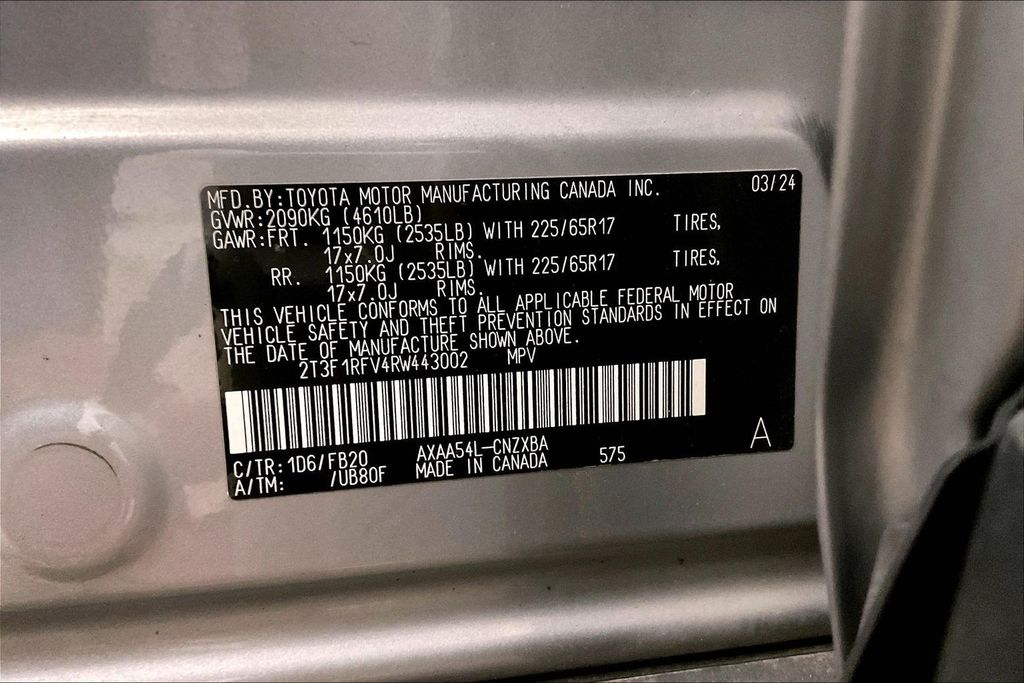 MFD.BY:TOYOTA MOTOR MANUFACTURING CANADA INC. 03/24
GVWR:2090KG (4610LB)
GAWR:FRT. 1150KG (2535LB) WITH 225/65R17 TIRES,
17x7.0J RIMS.
RR. 1150KG (2535LB) WITH 225/65R17 TIRES,
17x7.0J RIMS.
THIS VEHICLE CONFORMS TO ALL APPLICABLE FEDERAL MOTOR
VEHICLE SAFETY AND THEFT PREVENTION STANDARDS IN EFFECT ON
THE DATE OF MANUFACTURE SHOWN ABOVE.
2T3F1RFV4RW443002 MPV
C/TR:1D6/FB20 AXAA54L-CNZXBA 575 A
A/TM: /UB80F MADE IN CANADA